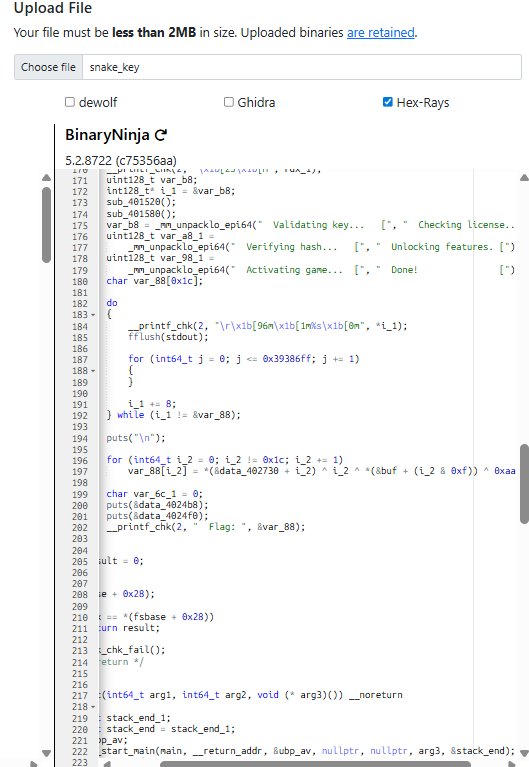 Upload File
Your file must be less than 2MB in size. Uploaded binaries are retained.
Choose file snake_key
dewolf Ghidra Hex-Rays
BinaryNinja
5.2.8722 (c75356aa)
170 __printf_chk(2, "\x1b[2J\x1b[H", rdx_1);
171 uint128_t var_b8;
172 int128_t* i_1 = &var_b8;
173 sub_401520();
174 sub_401580();
175 var_b8 = _mm_unpacklo_epi64("  Validating key...   [", "  Checking license..
176 uint128_t var_a8_1 =
177 _mm_unpacklo_epi64("  Verifying hash...   [", "  Unlocking features. [")
178 uint128_t var_98_1 =
179 _mm_unpacklo_epi64("  Activating game...  [", "  Done!               [")
180 char var_88[0x1c];
181
182 do
183 {
184 __printf_chk(2, "\r\x1b[96m\x1b[1m%s\x1b[0m", *i_1);
185 fflush(stdout);
186
187 for (int64_t j = 0; j <= 0x39386ff; j += 1)
188 {
189 }
190
191 i_1 += 8;
192 } while (i_1 != &var_88);
193
194 puts("\n");
195
196 for (int64_t i_2 = 0; i_2 != 0x1c; i_2 += 1)
197 var_88[i_2] = *(&data_402730 + i_2) ^ i_2 ^ *(&buf + (i_2 & 0xf)) ^ 0xaa
198
199 char var_6c_1 = 0;
200 puts(&data_4024b8);
201 puts(&data_4024f0);
202 __printf_chk(2, "  Flag: ", &var_88);
203
204
205 sult = 0;
206
207
208 se + 0x28);
209
210 == *(fsbase + 0x28))
211 urn result;
212
213 _chk_fail();
214 return */
215
216
217 (int64_t arg1, int64_t arg2, void (* arg3)()) __noreturn
218
219 stack_end_1;
220 stack_end = stack_end_1;
221 bp_av;
222 _start_main(main, __return_addr, &ubp_av, nullptr, nullptr, arg3, &stack_end);
223